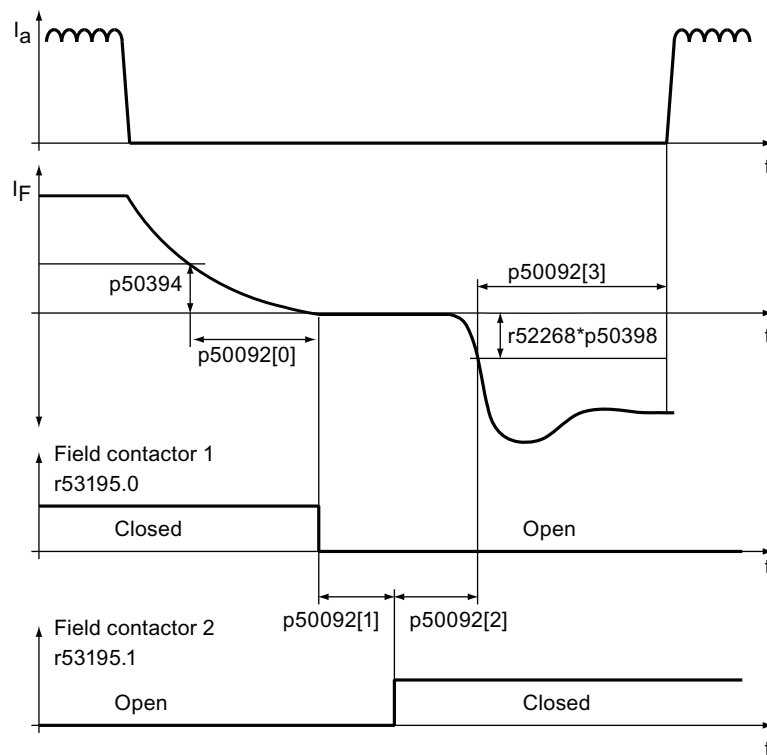 Ia
t
IF
p50092[3]
p50394
r52268*p50398
t
p50092[0]
Field contactor 1
r53195.0
Closed
Open
t
p50092[1]
p50092[2]
Field contactor 2
r53195.1
Open
Closed
t